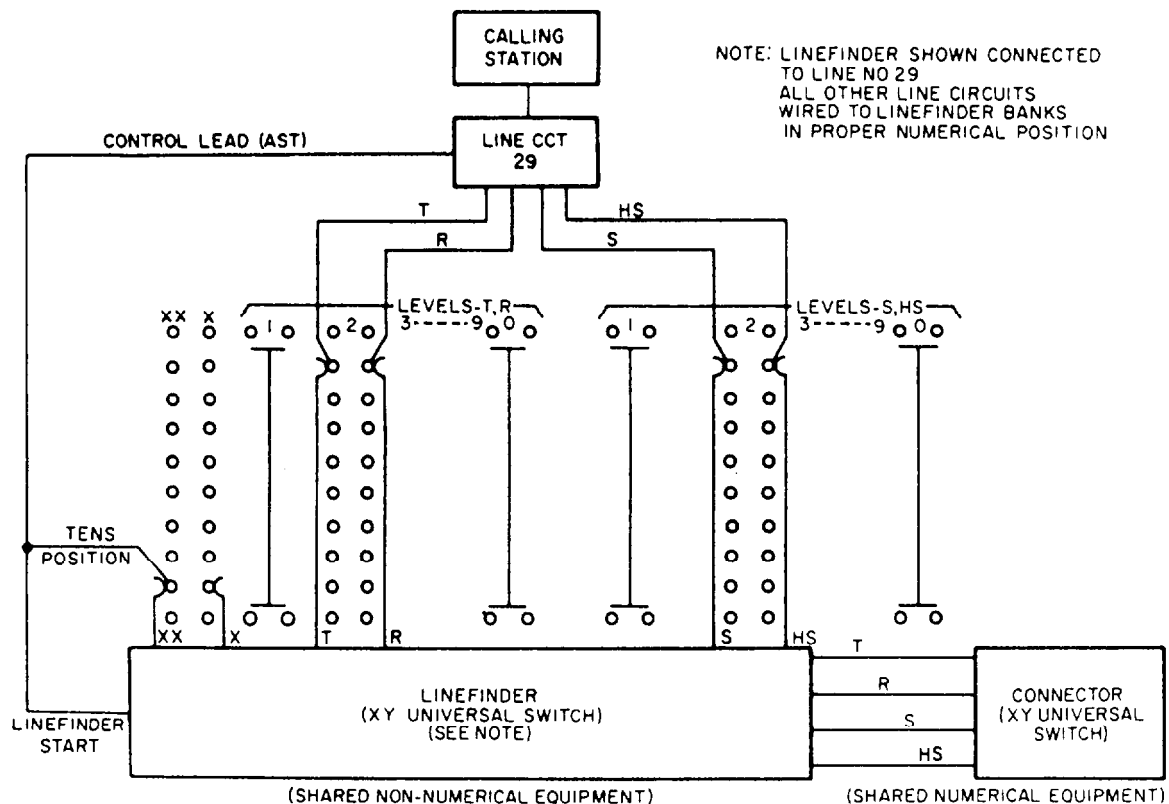 CALLING
STATION
NOTE: LINEFINDER SHOWN CONNECTED
TO LINE NO 29
ALL OTHER LINE CIRCUITS
WIRED TO LINEFINDER BANKS
IN PROPER NUMERICAL POSITION
CONTROL LEAD (AST)
LINE CCT
29
T
HS
R
S
XX X
LEVELS-T,R
1 2 3-----9 0
LEVELS-S,HS
1 2 3-----9 0
TENS
POSITION
XX X T R S HS
LINEFINDER
START
LINEFINDER
(XY UNIVERSAL SWITCH)
(SEE NOTE)
T
R
S
HS
CONNECTOR
(XY UNIVERSAL
SWITCH)
(SHARED NON-NUMERICAL EQUIPMENT)
(SHARED NUMERICAL EQUIPMENT)